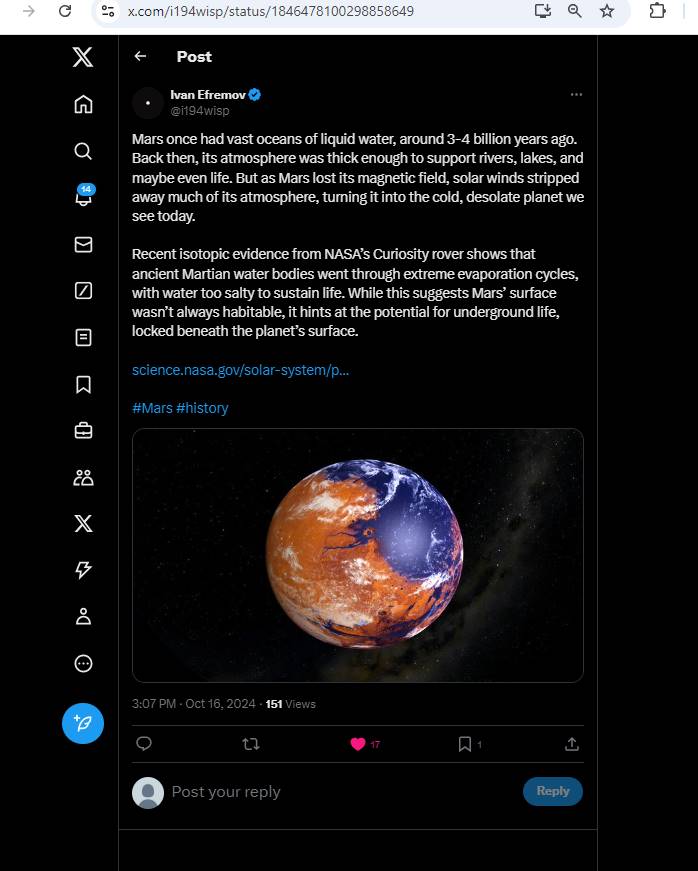 x.com/i194wisp/status/1846478100298858649
Post
Ivan Efremov
@i194wisp
Mars once had vast oceans of liquid water, around 3-4 billion years ago.
Back then, its atmosphere was thick enough to support rivers, lakes, and
maybe even life. But as Mars lost its magnetic field, solar winds stripped
away much of its atmosphere, turning it into the cold, desolate planet we
see today.
Recent isotopic evidence from NASA’s Curiosity rover shows that
ancient Martian water bodies went through extreme evaporation cycles,
with water too salty to sustain life. While this suggests Mars’ surface
wasn’t always habitable, it hints at the potential for underground life,
locked beneath the planet’s surface.
science.nasa.gov/solar-system/p...
#Mars #history
14
3:07 PM · Oct 16, 2024 · 151 Views
17
1
Post your reply
Reply